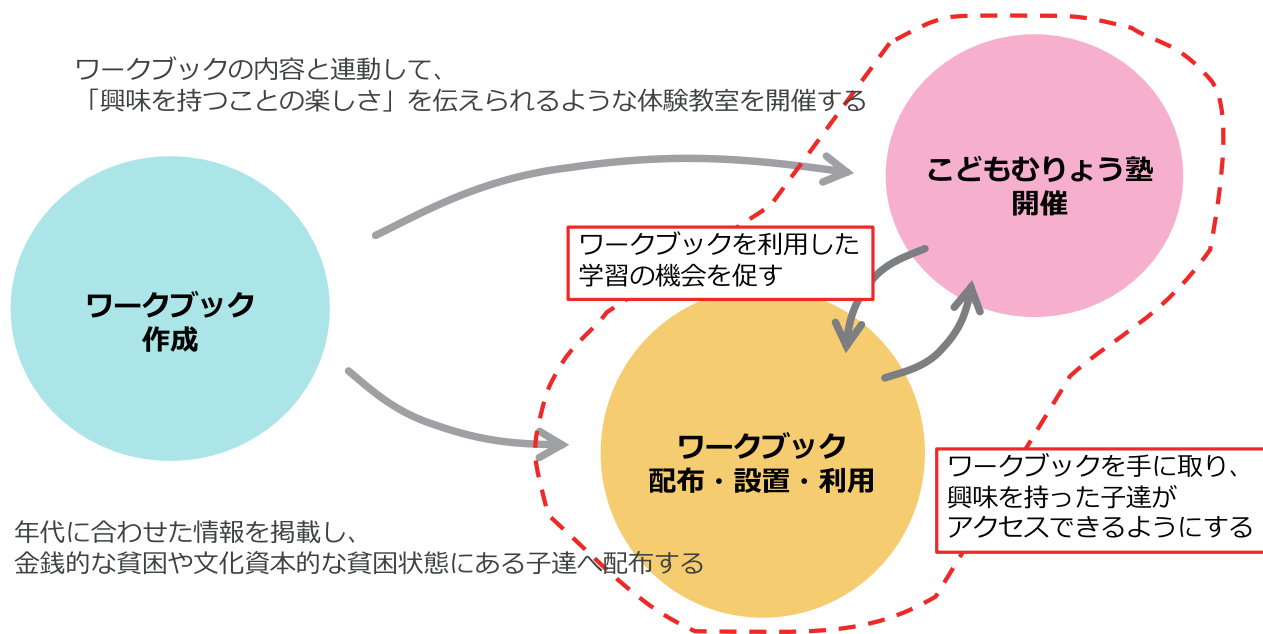 ワークブックの内容と連動して、
「興味を持つことの楽しさ」を伝えられるような体験教室を開催する
こどもむりょう塾
開催
ワークブックを利用した
学習の機会を促す
ワークブック
作成
ワークブック
配布・設置・利用
ワークブックを手に取り、
興味を持った子達が
アクセスできるようにする
年代に合わせた情報を掲載し、
金銭的な貧困や文化資本的な貧困状態にある子達へ配布する